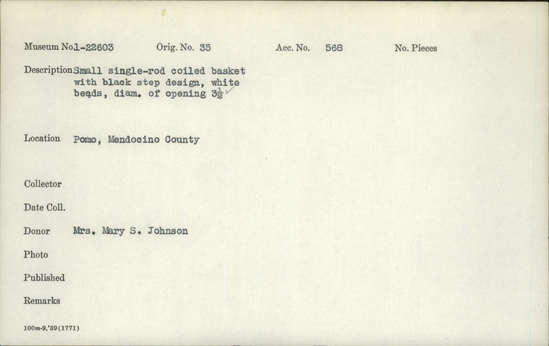 Museum No. 1-22603 Orig. No. 35 Acc. No. 568 No. Pieces
Description Small single-rod coiled basket
with black step design, white
beads, diam. of opening 3½
Location Pomo, Mendocino County
Collector
Date Coll.
Donor Mrs. Mary S. Johnson
Photo
Published
Remarks
100m-9,'39(1771)